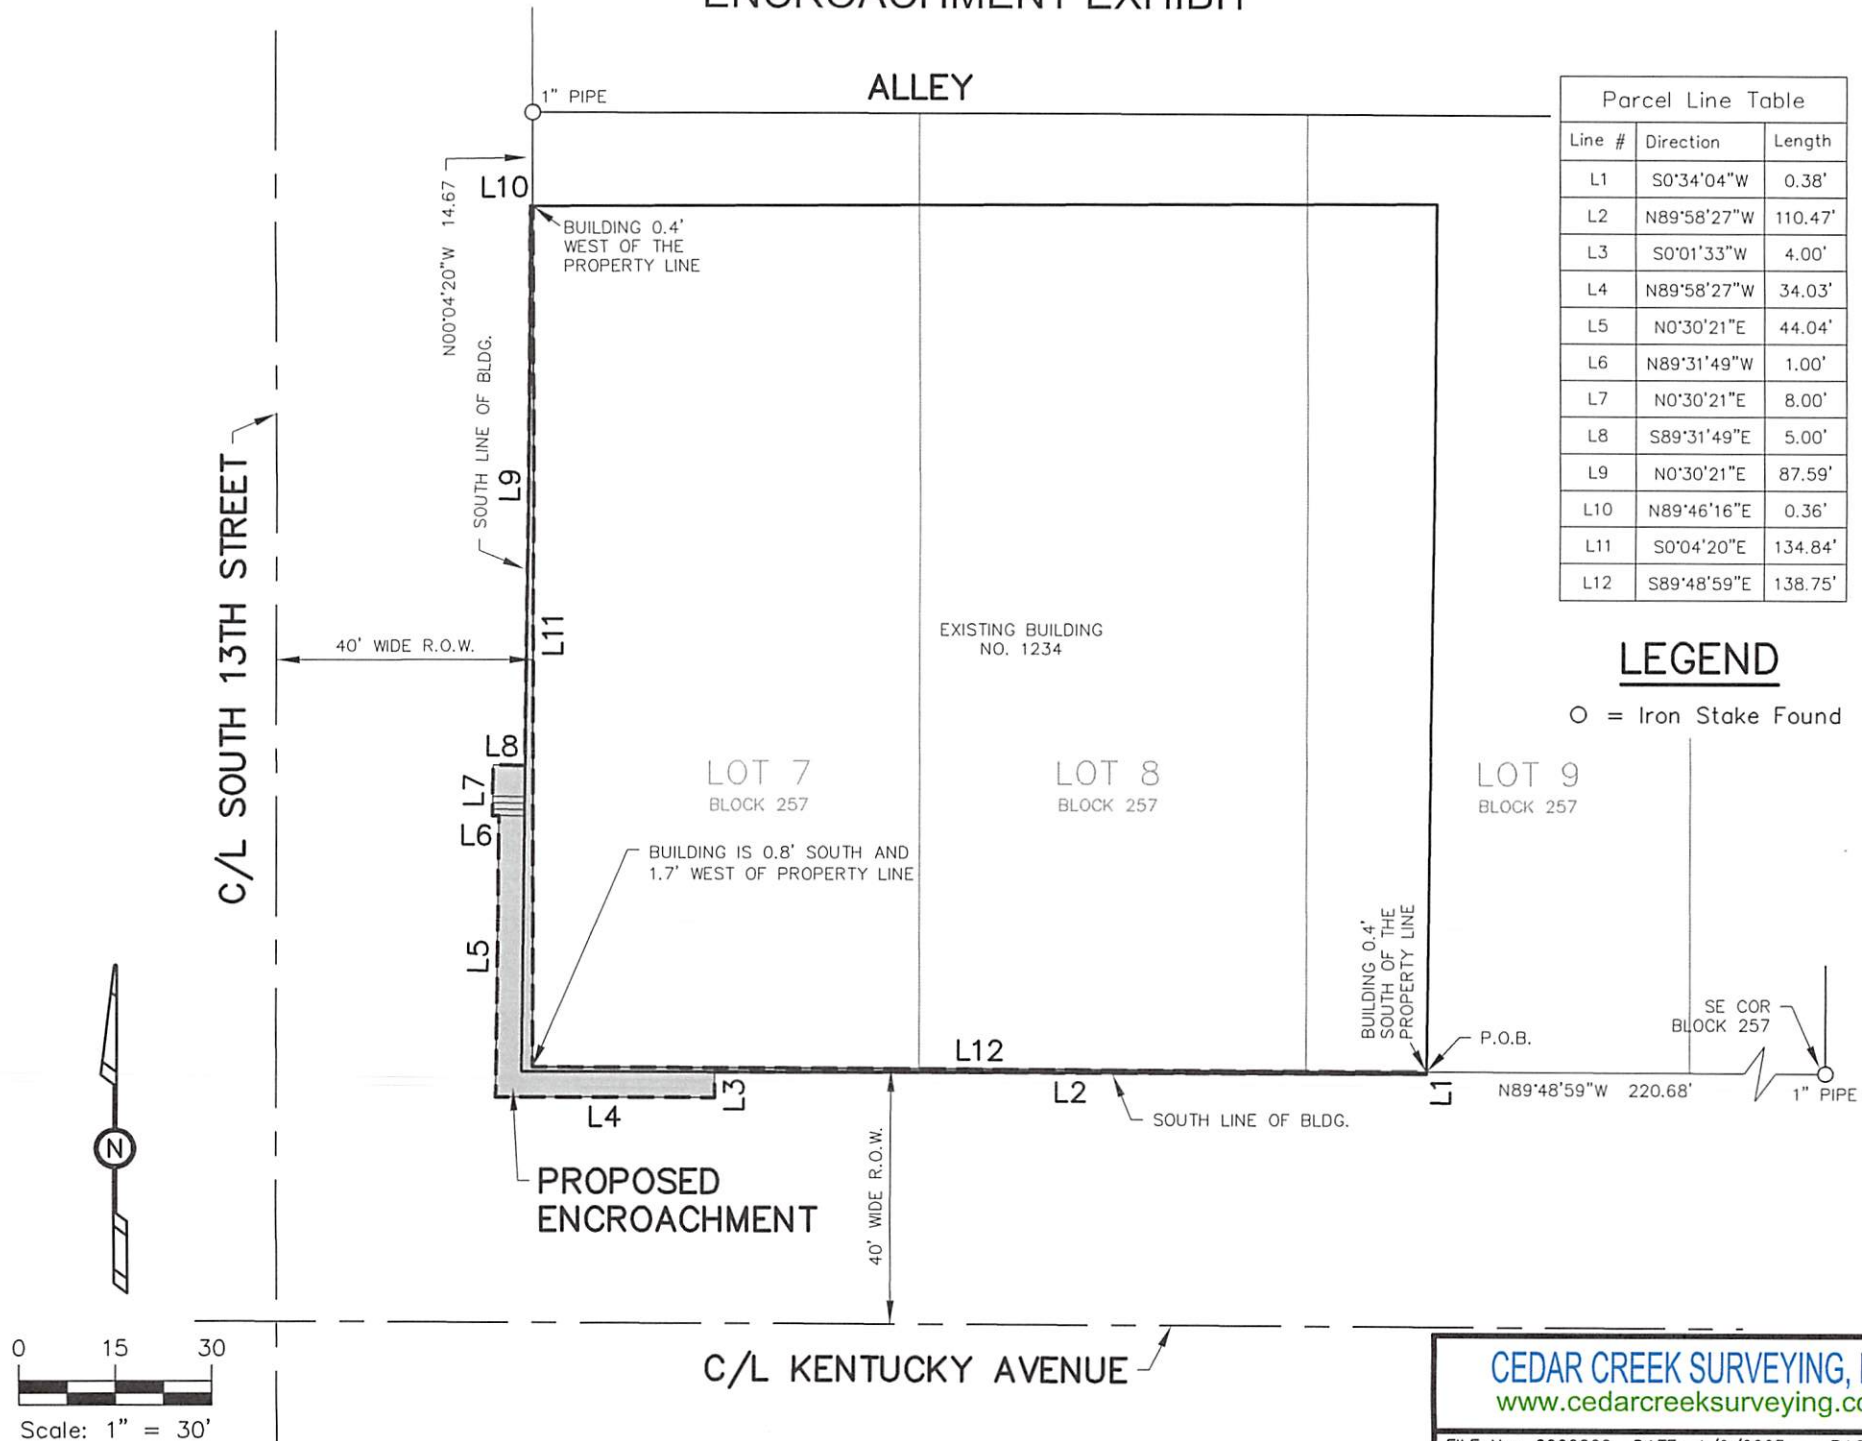 ENCROACHMENT EXHIBIT
ALLEY
1" PIPE
L10
N00°04'20"W 14.67
BUILDING 0.4'
WEST OF THE
PROPERTY LINE
SOUTH LINE OF BLDG.
L9
C/L SOUTH 13TH STREET
L11
40' WIDE R.O.W.
EXISTING BUILDING
NO. 1234
L8
L7
L6
LOT 7
BLOCK 257
LOT 8
BLOCK 257
LOT 9
BLOCK 257
BUILDING IS 0.8' SOUTH AND
1.7' WEST OF PROPERTY LINE
L5
BUILDING 0.4'
SOUTH OF THE
PROPERTY LINE
SE COR
BLOCK 257
P.O.B.
L12
L3
L4
L2
L1
N89°48'59"W 220.68'
1" PIPE
SOUTH LINE OF BLDG.
PROPOSED
ENCROACHMENT
40' WIDE R.O.W.
C/L KENTUCKY AVENUE
N
0 15 30
Scale: 1" = 30'
Parcel Line Table
Line # Direction Length
L1 S0°34'04"W 0.38'
L2 N89°58'27"W 110.47'
L3 S0°01'33"W 4.00'
L4 N89°58'27"W 34.03'
L5 N0°30'21"E 44.04'
L6 N89°31'49"W 1.00'
L7 N0°30'21"E 8.00'
L8 S89°31'49"E 5.00'
L9 N0°30'21"E 87.59'
L10 N89°46'16"E 0.36'
L11 S0°04'20"E 134.84'
L12 S89°48'59"E 138.75'
LEGEND
O = Iron Stake Found
CEDAR CREEK SURVEYING,
www.cedarcreeksurveying.co